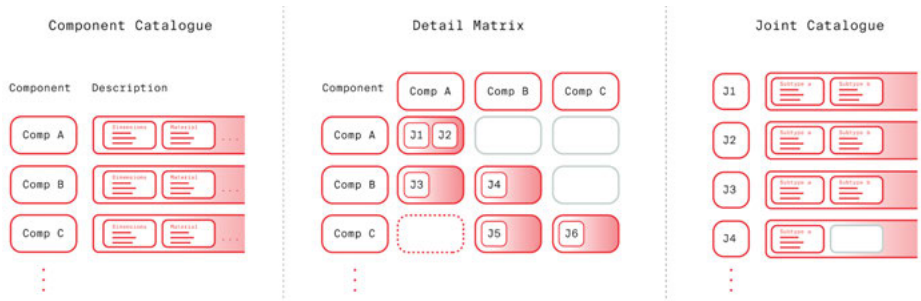 Component Catalogue
Component Description
Comp A
Dimensions
Material
...
Comp B
Dimensions
Material
...
Comp C
Dimensions
Material
...
Detail Matrix
Component
Comp A
Comp B
Comp C
Comp A
J1 J2
Comp B
J3
J4
Comp C
J5
J6
Joint Catalogue
J1
Subtype a
Subtype b
J2
Subtype a
Subtype b
J3
Subtype a
Subtype b
J4
Subtype a